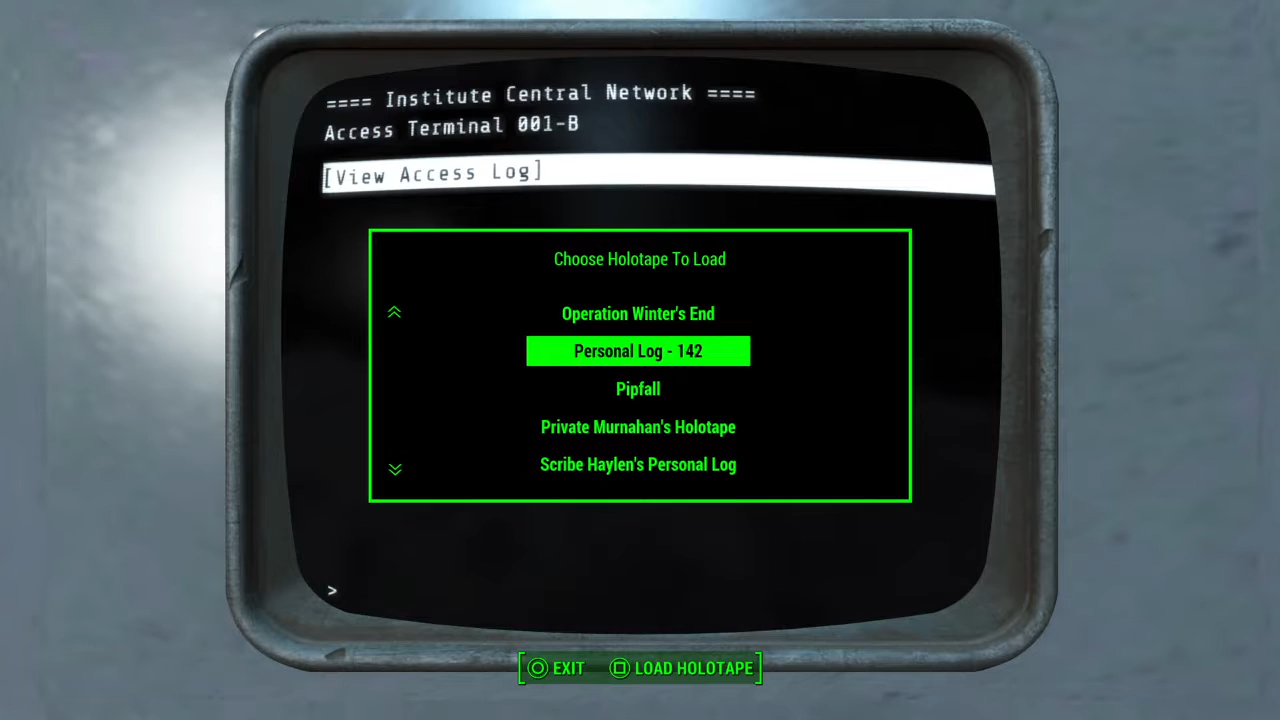 ==== Institute Central Network ====
Access Terminal 001-B
[View Access Log]
Choose Holotape To Load
Operation Winter's End
Personal Log - 142
Pipfall
Private Murnahan's Holotape
Scribe Haylen's Personal Log
>
EXIT LOAD HOLOTAPE